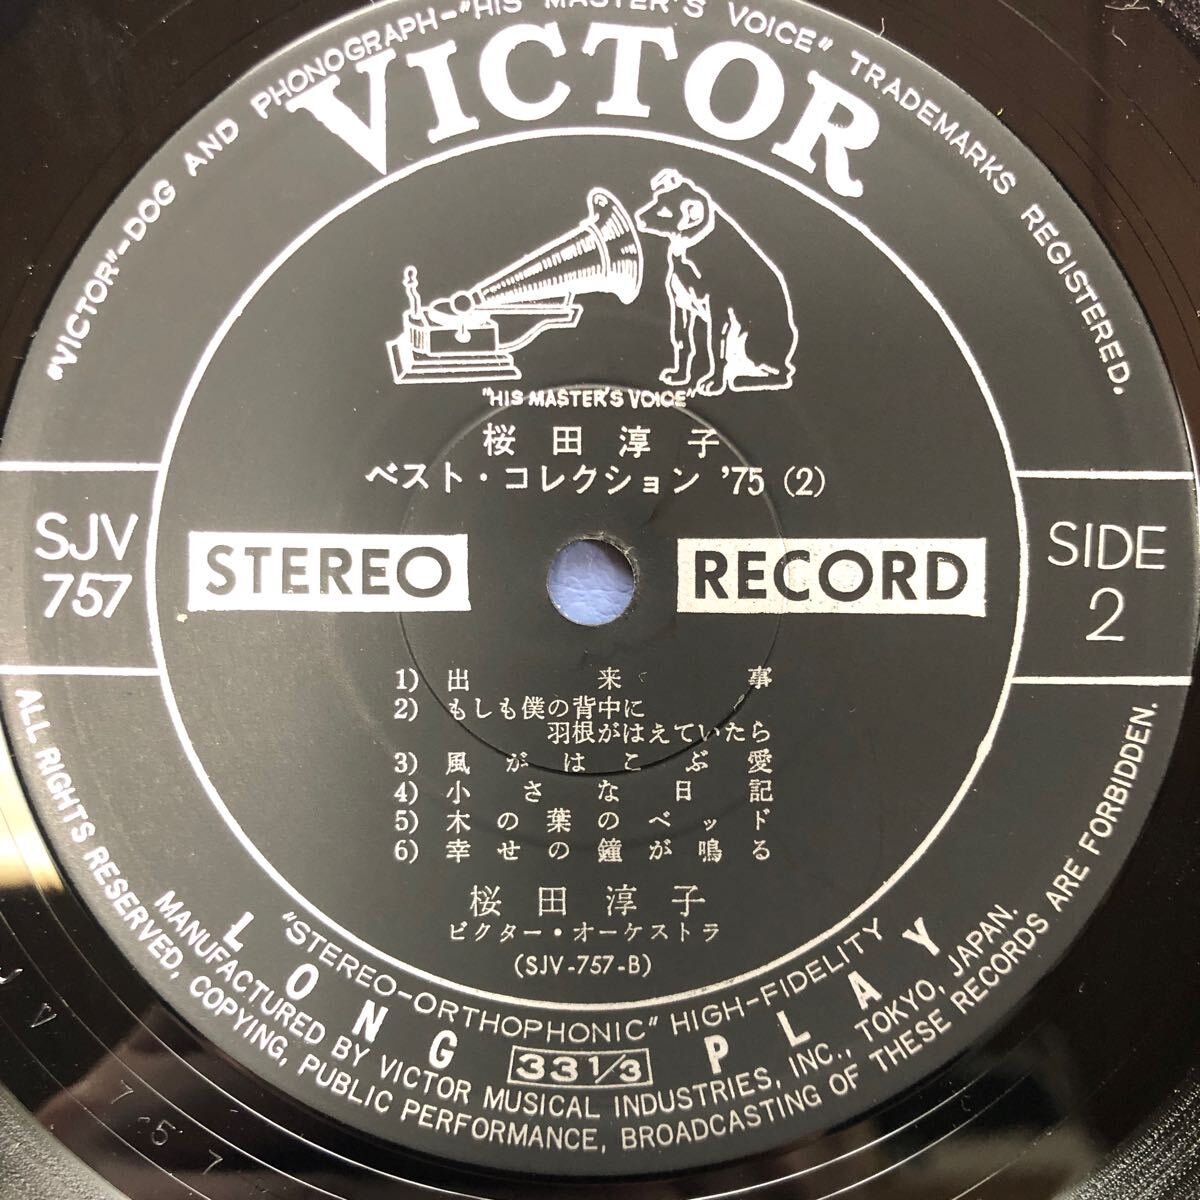 "VICTOR"-DOG AND PHONOGRAPH-"HIS MASTER'S VOICE" TRADEMARKS REGISTERED.
VICTOR
"HIS MASTER'S VOICE"
桜田淳子
ベスト・コレクション '75 (2)
SJV
757
STEREO
RECORD
SIDE
2
1) 出来事
2) もしも僕の背中に
羽根がはえていたら
3) 風がはこぶ愛
4) 小さな日記
5) 木の葉のベッド
6) 幸せの鐘が鳴る
桜田淳子
ビクター・オーケストラ
(SJV-757-B)
"STEREO-ORTHOPHONIC" HIGH-FIDELITY
LONG 33 1/3 PLAY
MANUFACTURED BY VICTOR MUSICAL INDUSTRIES, INC., TOKYO, JAPAN.
ALL RIGHTS RESERVED, COPYING, PUBLIC PERFORMANCE, BROADCASTING OF THESE RECORDS ARE FORBIDDEN.